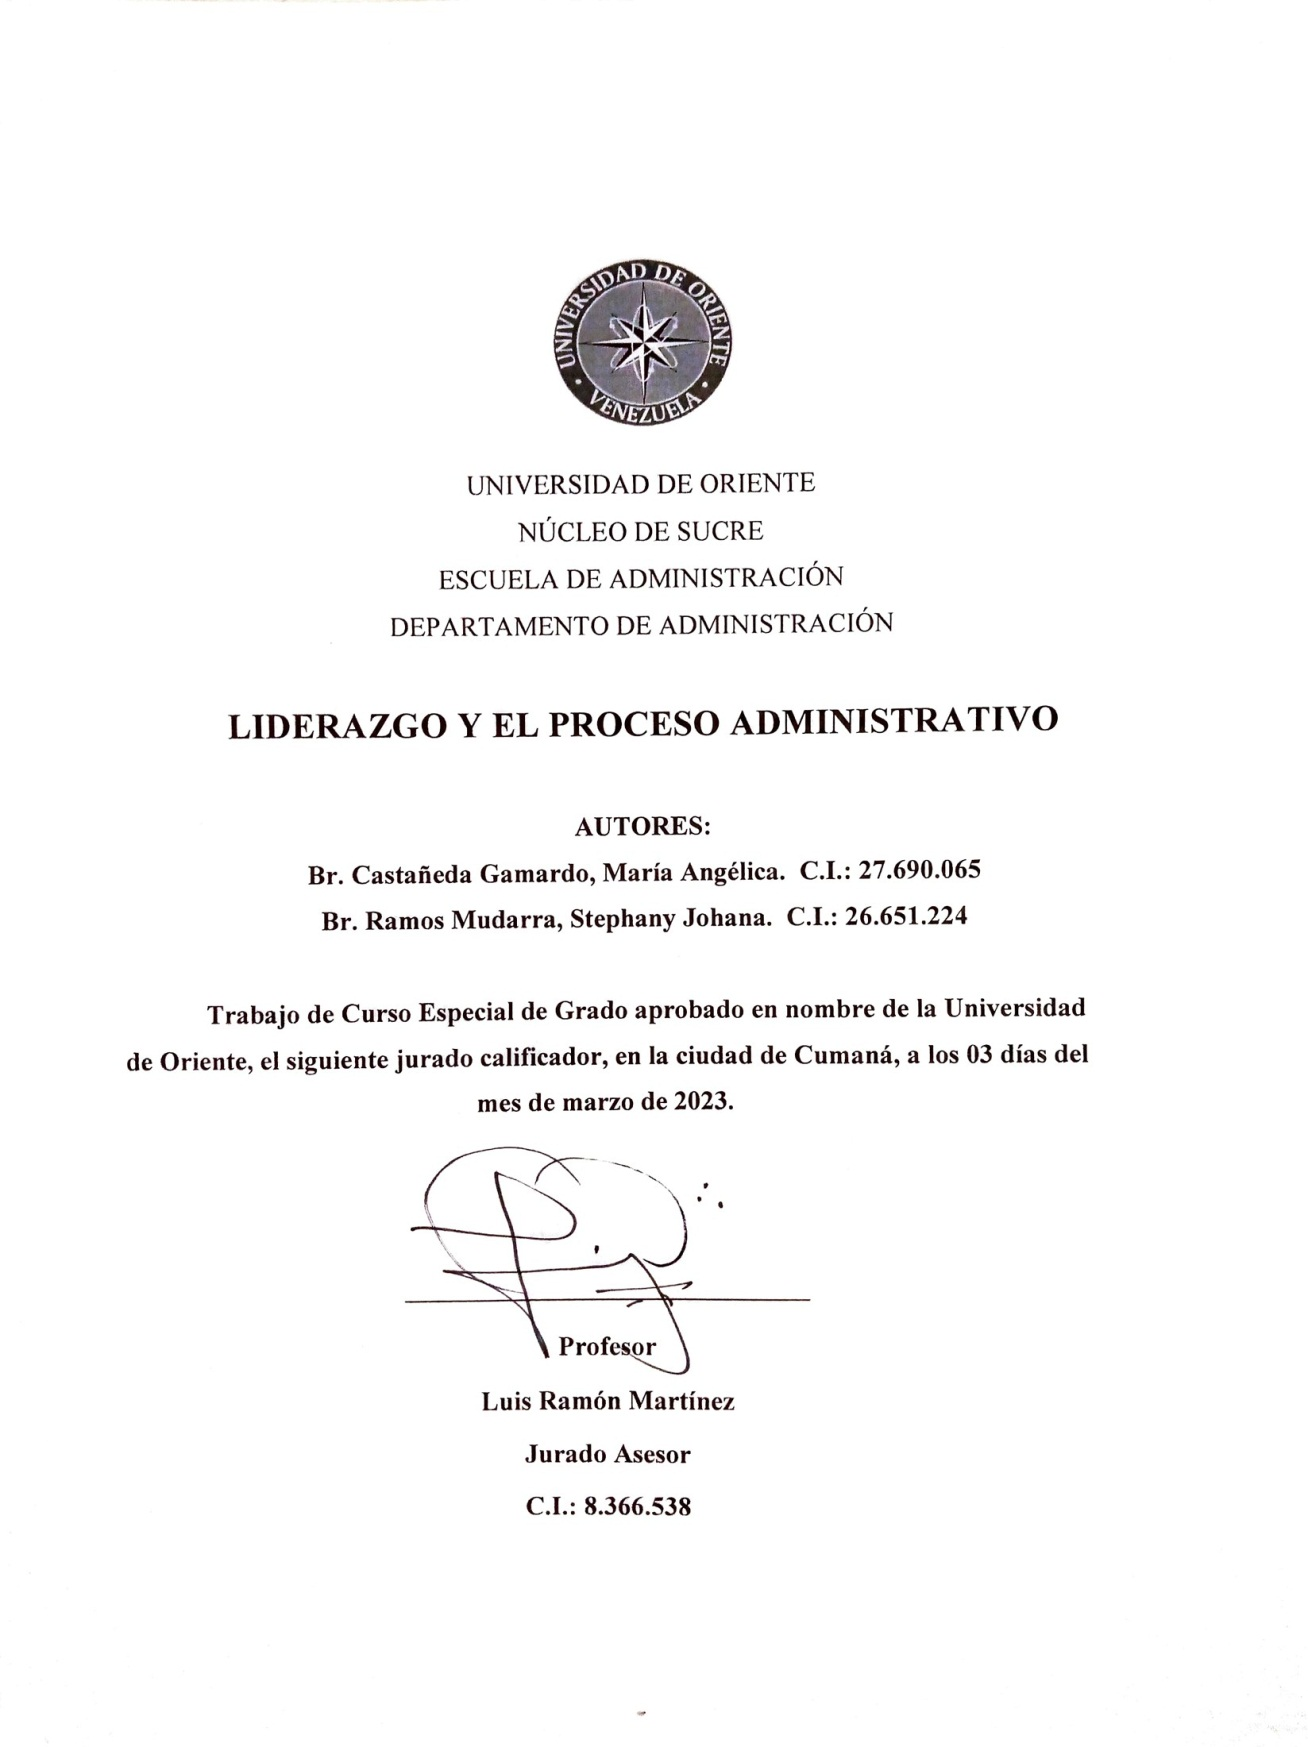 UNIVERSIDAD DE ORIENTE
VENEZUELA
UNIVERSIDAD DE ORIENTE
NÚCLEO DE SUCRE
ESCUELA DE ADMINISTRACIÓN
DEPARTAMENTO DE ADMINISTRACIÓN
LIDERAZGO Y EL PROCESO ADMINISTRATIVO
AUTORES:
Br. Castañeda Gamardo, María Angélica. C.I.: 27.690.065
Br. Ramos Mudarra, Stephany Johana. C.I.: 26.651.224
Trabajo de Curso Especial de Grado aprobado en nombre de la Universidad
de Oriente, el siguiente jurado calificador, en la ciudad de Cumaná, a los 03 días del
mes de marzo de 2023.
Profesor
Luis Ramón Martínez
Jurado Asesor
C.I.: 8.366.538